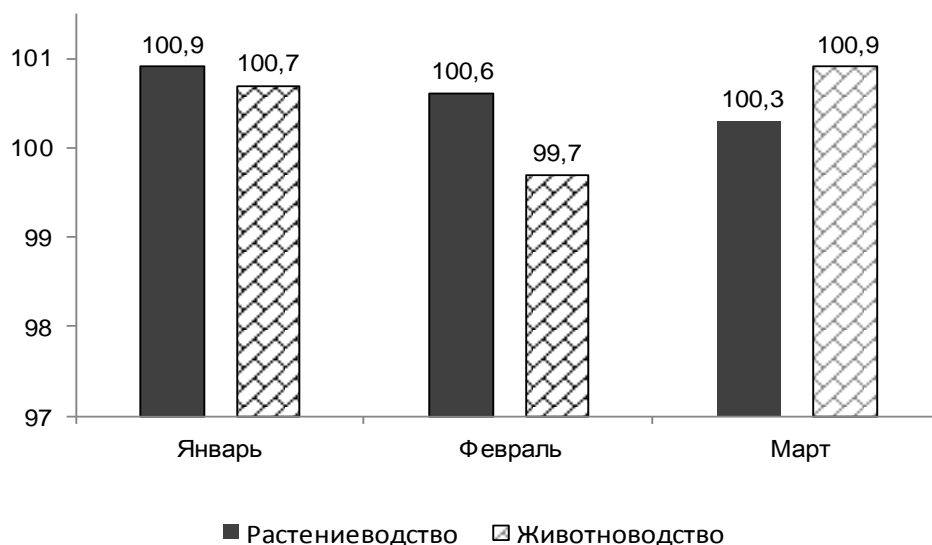 101
100
99
98
97
100,9
100,7
100,6
99,7
100,3
100,9
Январь
Февраль
Март
Растениеводство
Животноводство